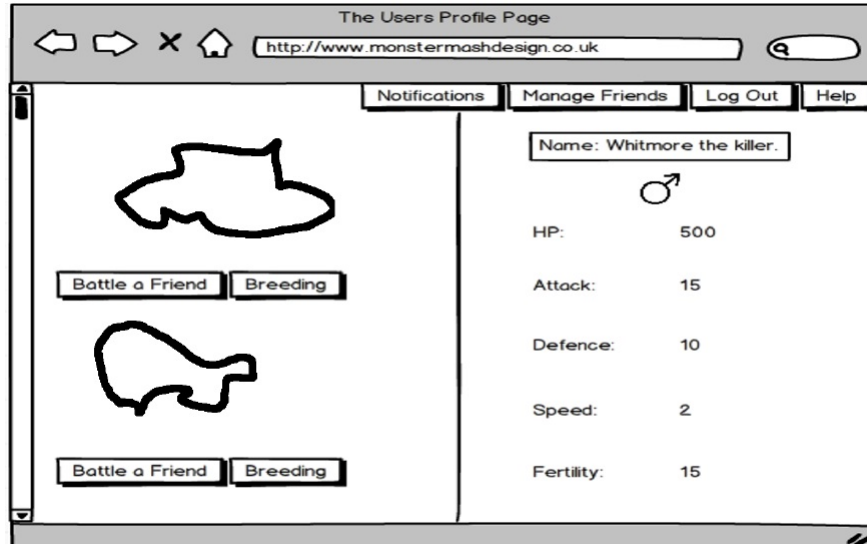 The Users Profile Page
http://www.monstermashdesign.co.uk
Notifications Manage Friends Log Out Help
Battle a Friend Breeding
Battle a Friend Breeding
Name: Whitmore the killer.
HP: 500
Attack: 15
Defence: 10
Speed: 2
Fertility: 15